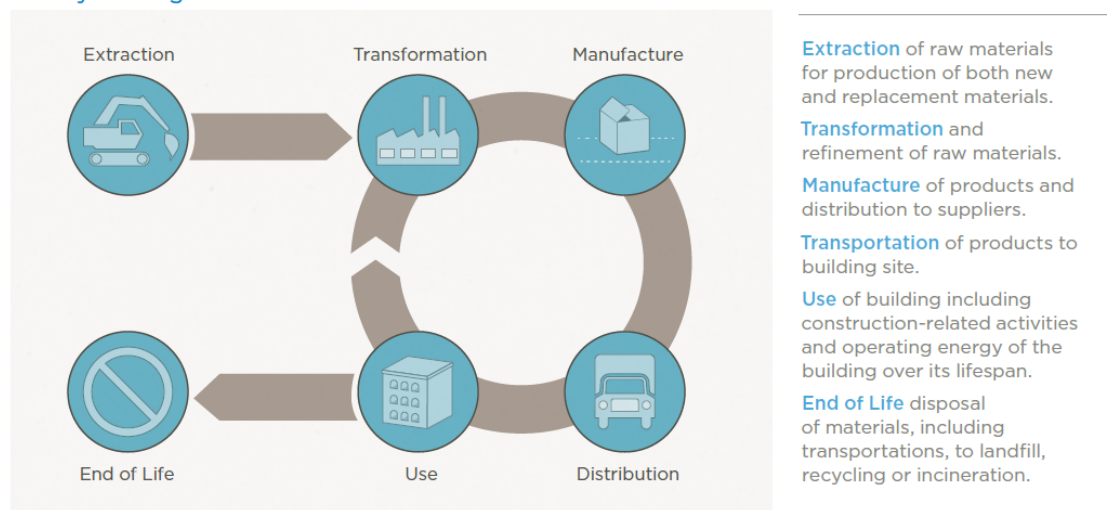 Extraction
Transformation
Manufacture
End of Life
Use
Distribution
Extraction of raw materials
for production of both new
and replacement materials.
Transformation and
refinement of raw materials.
Manufacture of products and
distribution to suppliers.
Transportation of products to
building site.
Use of building including
construction-related activities
and operating energy of the
building over its lifespan.
End of Life disposal
of materials, including
transportations, to landfill,
recycling or incineration.